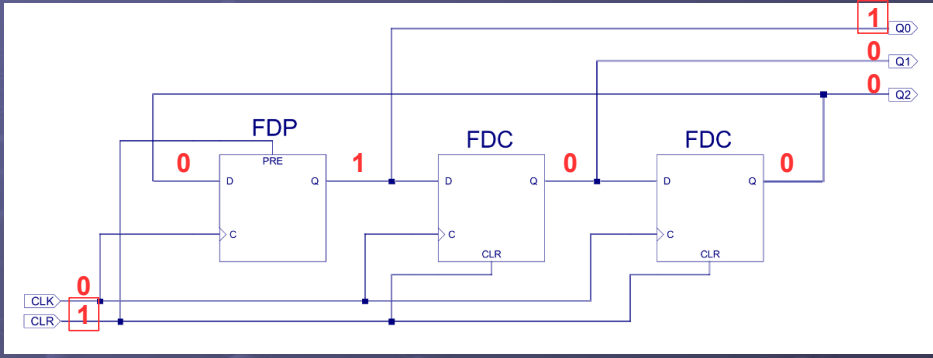 1 Q0
0 Q1
0 Q2
FDP FDC FDC
PRE
0 D Q 1 D Q 0 D Q 0
C C C
CLR CLR
0
CLK
1
CLR